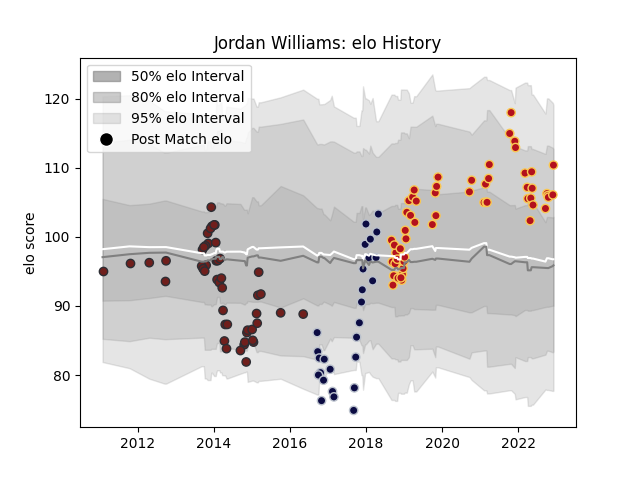 Jordan Williams: elo History
50% elo Interval
80% elo Interval
95% elo Interval
Post Match elo
elo score
120
110
100
90
80
2012 2014 2016 2018 2020 2022